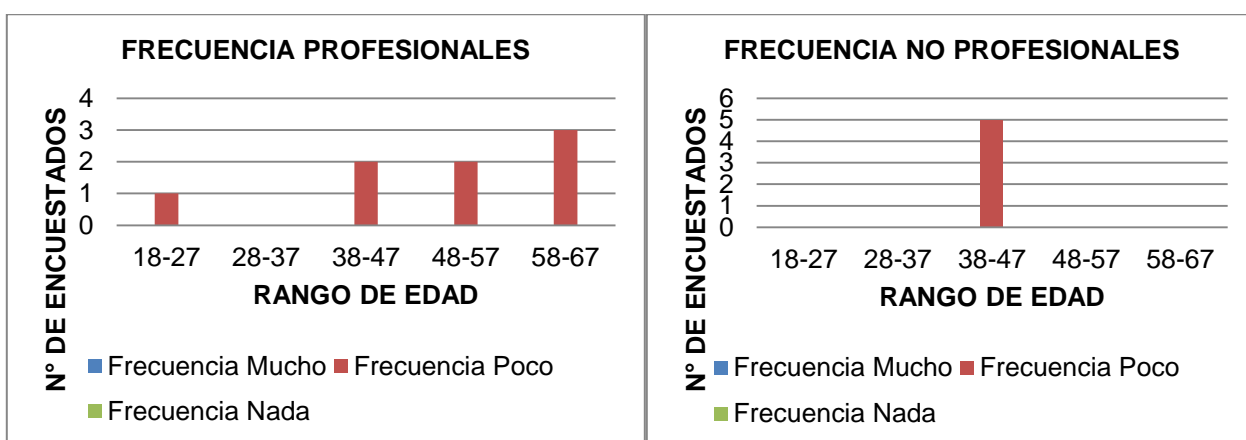 FRECUENCIA PROFESIONALES
N° DE ENCUESTADOS
4
3
2
1
0
18-27 28-37 38-47 48-57 58-67
RANGO DE EDAD
Frecuencia Mucho Frecuencia Poco
Frecuencia Nada
FRECUENCIA NO PROFESIONALES
N° DE ENCUESTADOS
6
5
4
3
2
1
0
18-27 28-37 38-47 48-57 58-67
RANGO DE EDAD
Frecuencia Mucho Frecuencia Poco
Frecuencia Nada